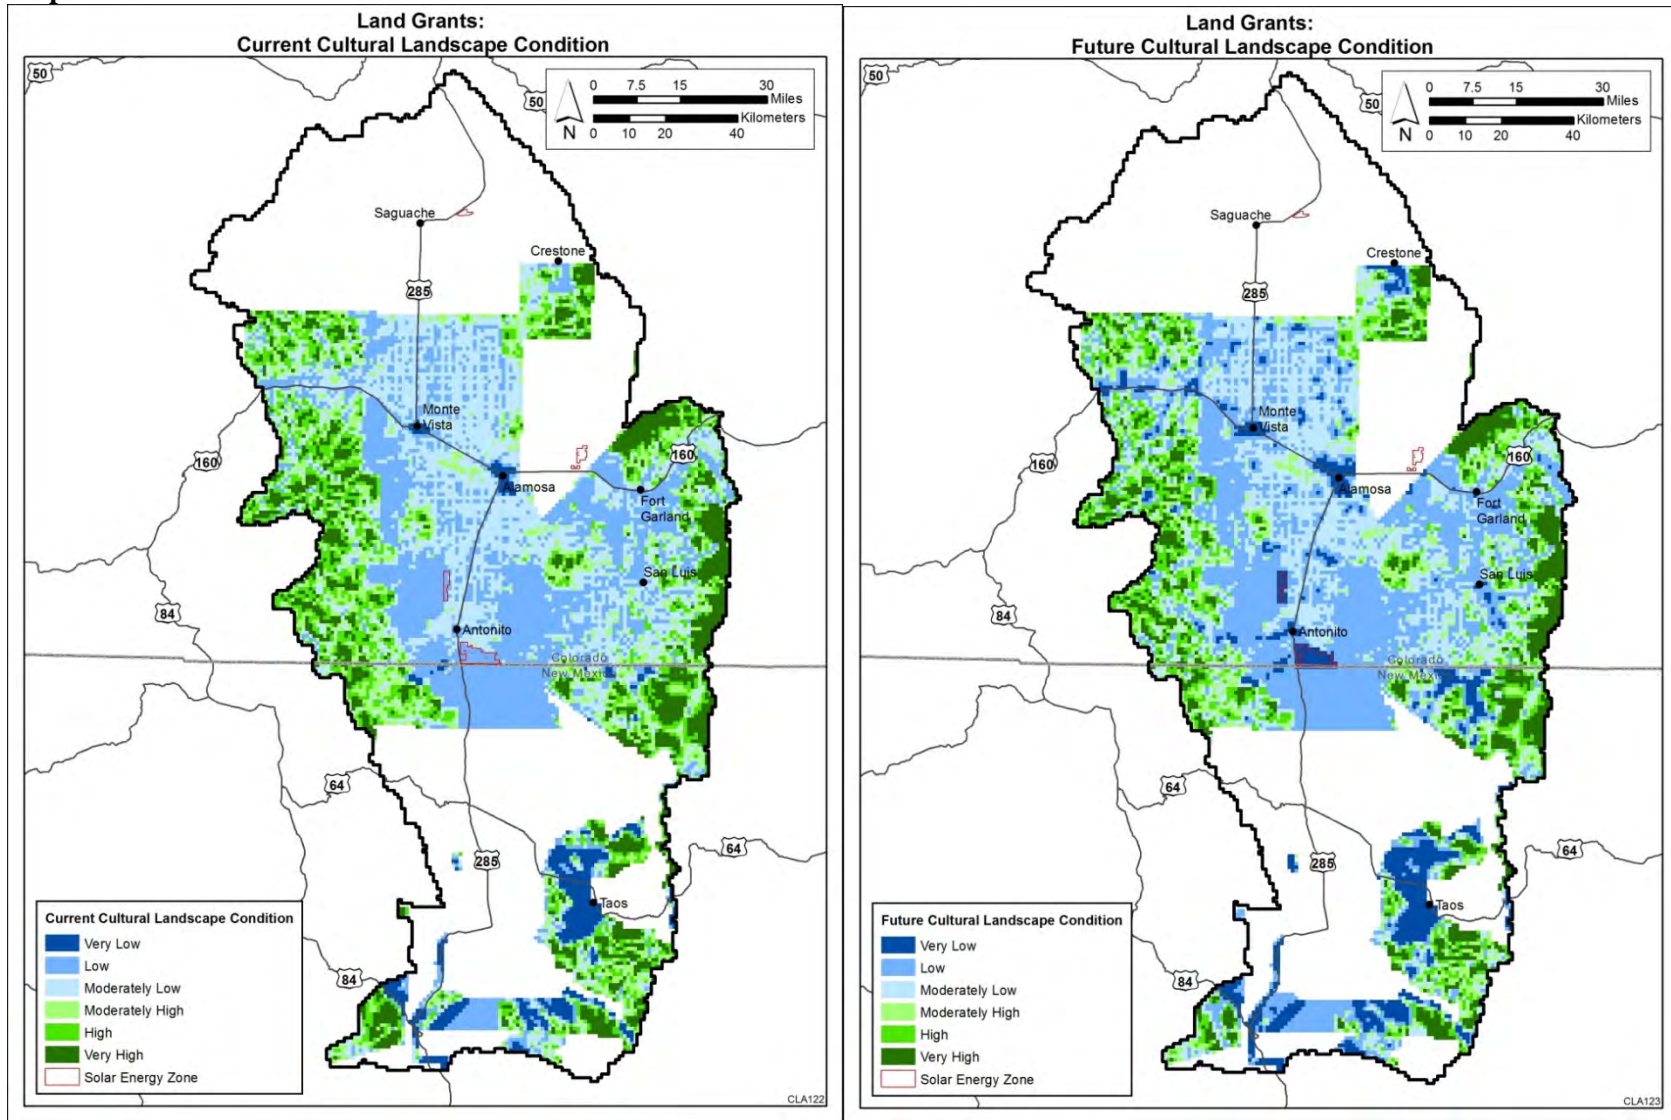 Land Grants:
Current Cultural Landscape Condition
50
50
0 7.5 15 30
Miles
Kilometers
0 10 20 40
N
Saguache
Crestone
285
Monte
Vista
160
160
Alamosa
Fort
Garland
San Luis
84
Antonito
Colorado
New Mexico
64
64
285
Taos
84
Current Cultural Landscape Condition
Very Low
Low
Moderately Low
Moderately High
High
Very High
Solar Energy Zone
CLA122
Land Grants:
Future Cultural Landscape Condition
50
50
0 7.5 15 30
Miles
Kilometers
0 10 20 40
N
Saguache
Crestone
285
Monte
Vista
160
160
Alamosa
Fort
Garland
San Luis
84
Antonito
Colorado
New Mexico
64
64
285
Taos
84
Future Cultural Landscape Condition
Very Low
Low
Moderately Low
Moderately High
High
Very High
Solar Energy Zone
CLA123